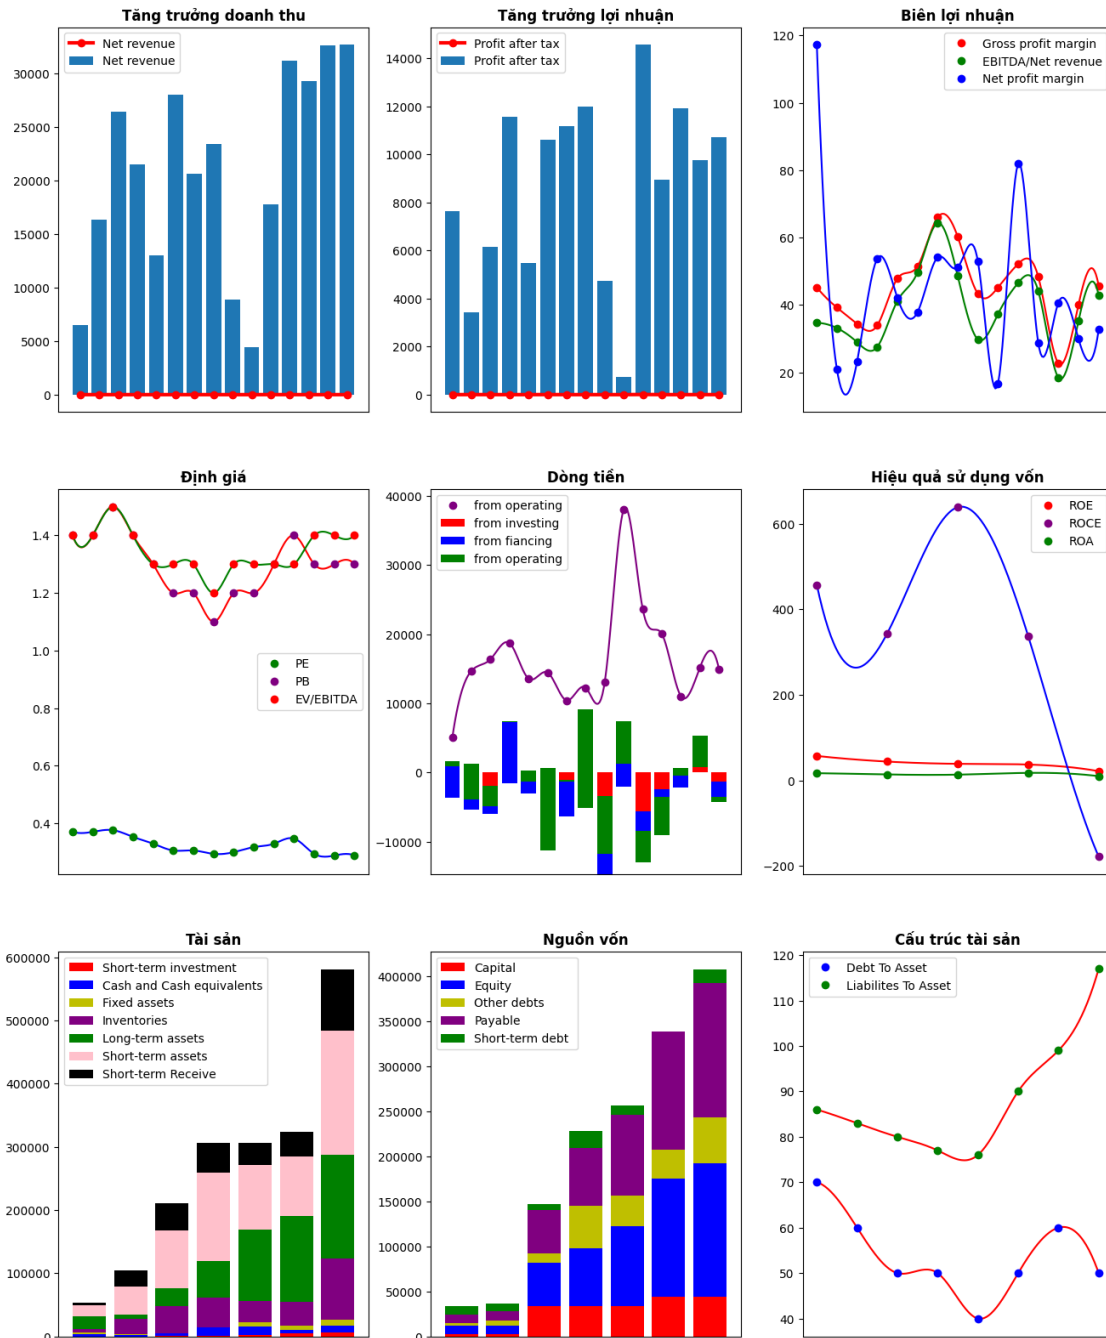 Tăng trưởng doanh thu
Net revenue
Net revenue
30000
25000
20000
15000
10000
5000
0
Tăng trưởng lợi nhuận
Profit after tax
Profit after tax
14000
12000
10000
8000
6000
4000
2000
0
Biên lợi nhuận
Gross profit margin
EBITDA/Net revenue
Net profit margin
120
100
80
60
40
20
Định giá
1.4
1.2
1.0
0.8
0.6
0.4
PE
PB
EV/EBITDA
Dòng tiền
from operating
from investing
from fiancing
from operating
40000
30000
20000
10000
0
−10000
Hiệu quả sử dụng vốn
ROE
ROCE
ROA
600
400
200
0
−200
Tài sản
Short-term investment
Cash and Cash equivalents
Fixed assets
Inventories
Long-term assets
Short-term assets
Short-term Receive
600000
500000
400000
300000
200000
100000
0
Nguồn vốn
Capital
Equity
Other debts
Payable
Short-term debt
400000
350000
300000
250000
200000
150000
100000
50000
0
Cấu trúc tài sản
Debt To Asset
Liabilites To Asset
120
110
100
90
80
70
60
50
40